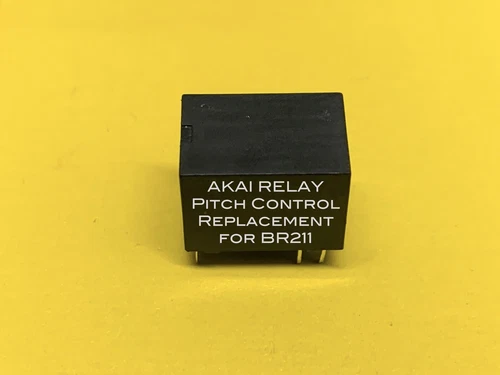 AKAI RELAY
PITCH CONTROL
REPLACEMENT
FOR BR211